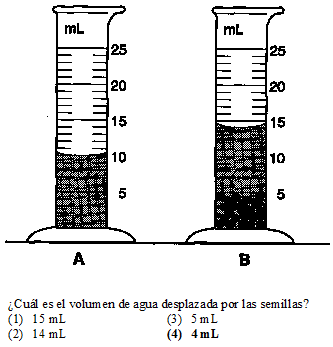 mL mL
25 25
20 20
15 15
10 10
5 5
A B
¿Cuál es el volumen de agua desplazada por las semillas?
(1) 15 mL (3) 5 mL
(2) 14 mL (4) 4 mL